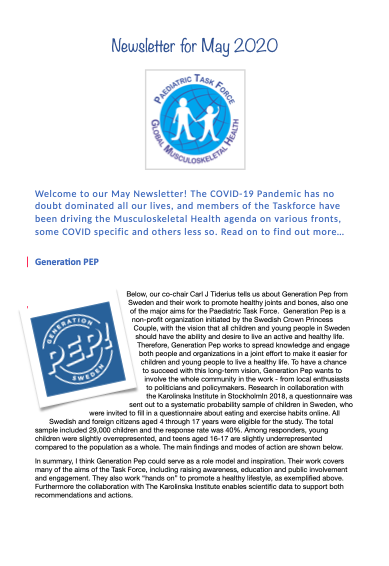 Newsletter for May 2020
PAEDIATRIC TASK FORCE
GLOBAL MUSCULOSKELETAL HEALTH
Welcome to our May Newsletter! The COVID-19 Pandemic has no
doubt dominated all our lives, and members of the Taskforce have
been driving the Musculoskeletal Health agenda on various fronts,
some COVID specific and others less so. Read on to find out more...
Generation PEP
GENERATION
PEP!
SWEDEN
Below, our co-chair Carl J Tiderius tells us about Generation Pep from
Sweden and their work to promote healthy joints and bones, also one
of the major aims for the Paediatric Task Force. Generation Pep is a
non-profit organization initiated by the Swedish Crown Princess
Couple, with the vision that all children and young people in Sweden
should have the ability and desire to live an active and healthy life.
Therefore, Generation Pep works to spread knowledge and engage
both people and organizations in a joint effort to make it easier for
children and young people to live a healthy life. To have a chance
to succeed with this long-term vision, Generation Pep wants to
involve the whole community in the work - from local enthusiasts
to politicians and policymakers. Research in collaboration with
the Karolinska Institute in Stockholmin 2018, a questionnaire was
sent out to a systematic probability sample of children in Sweden, who
were invited to fill in a questionnaire about eating and exercise habits online. All
Swedish and foreign citizens aged 4 through 17 years were eligible for the study. The total
sample included 29,000 children and the response rate was 40%. Among responders, young
children were slightly overrepresented, and teens aged 16-17 are slightly underrepresented
compared to the population as a whole. The main findings and modes of action are shown below.
In summary, I think Generation Pep could serve as a role model and inspiration. Their work covers
many of the aims of the Task Force, including raising awareness, education and public involvement
and engagement. They also work "hands on" to promote a healthy lifestyle, as exemplified above.
Furthermore the collaboration with The Karolinska Institute enables scientific data to support both
recommendations and actions.